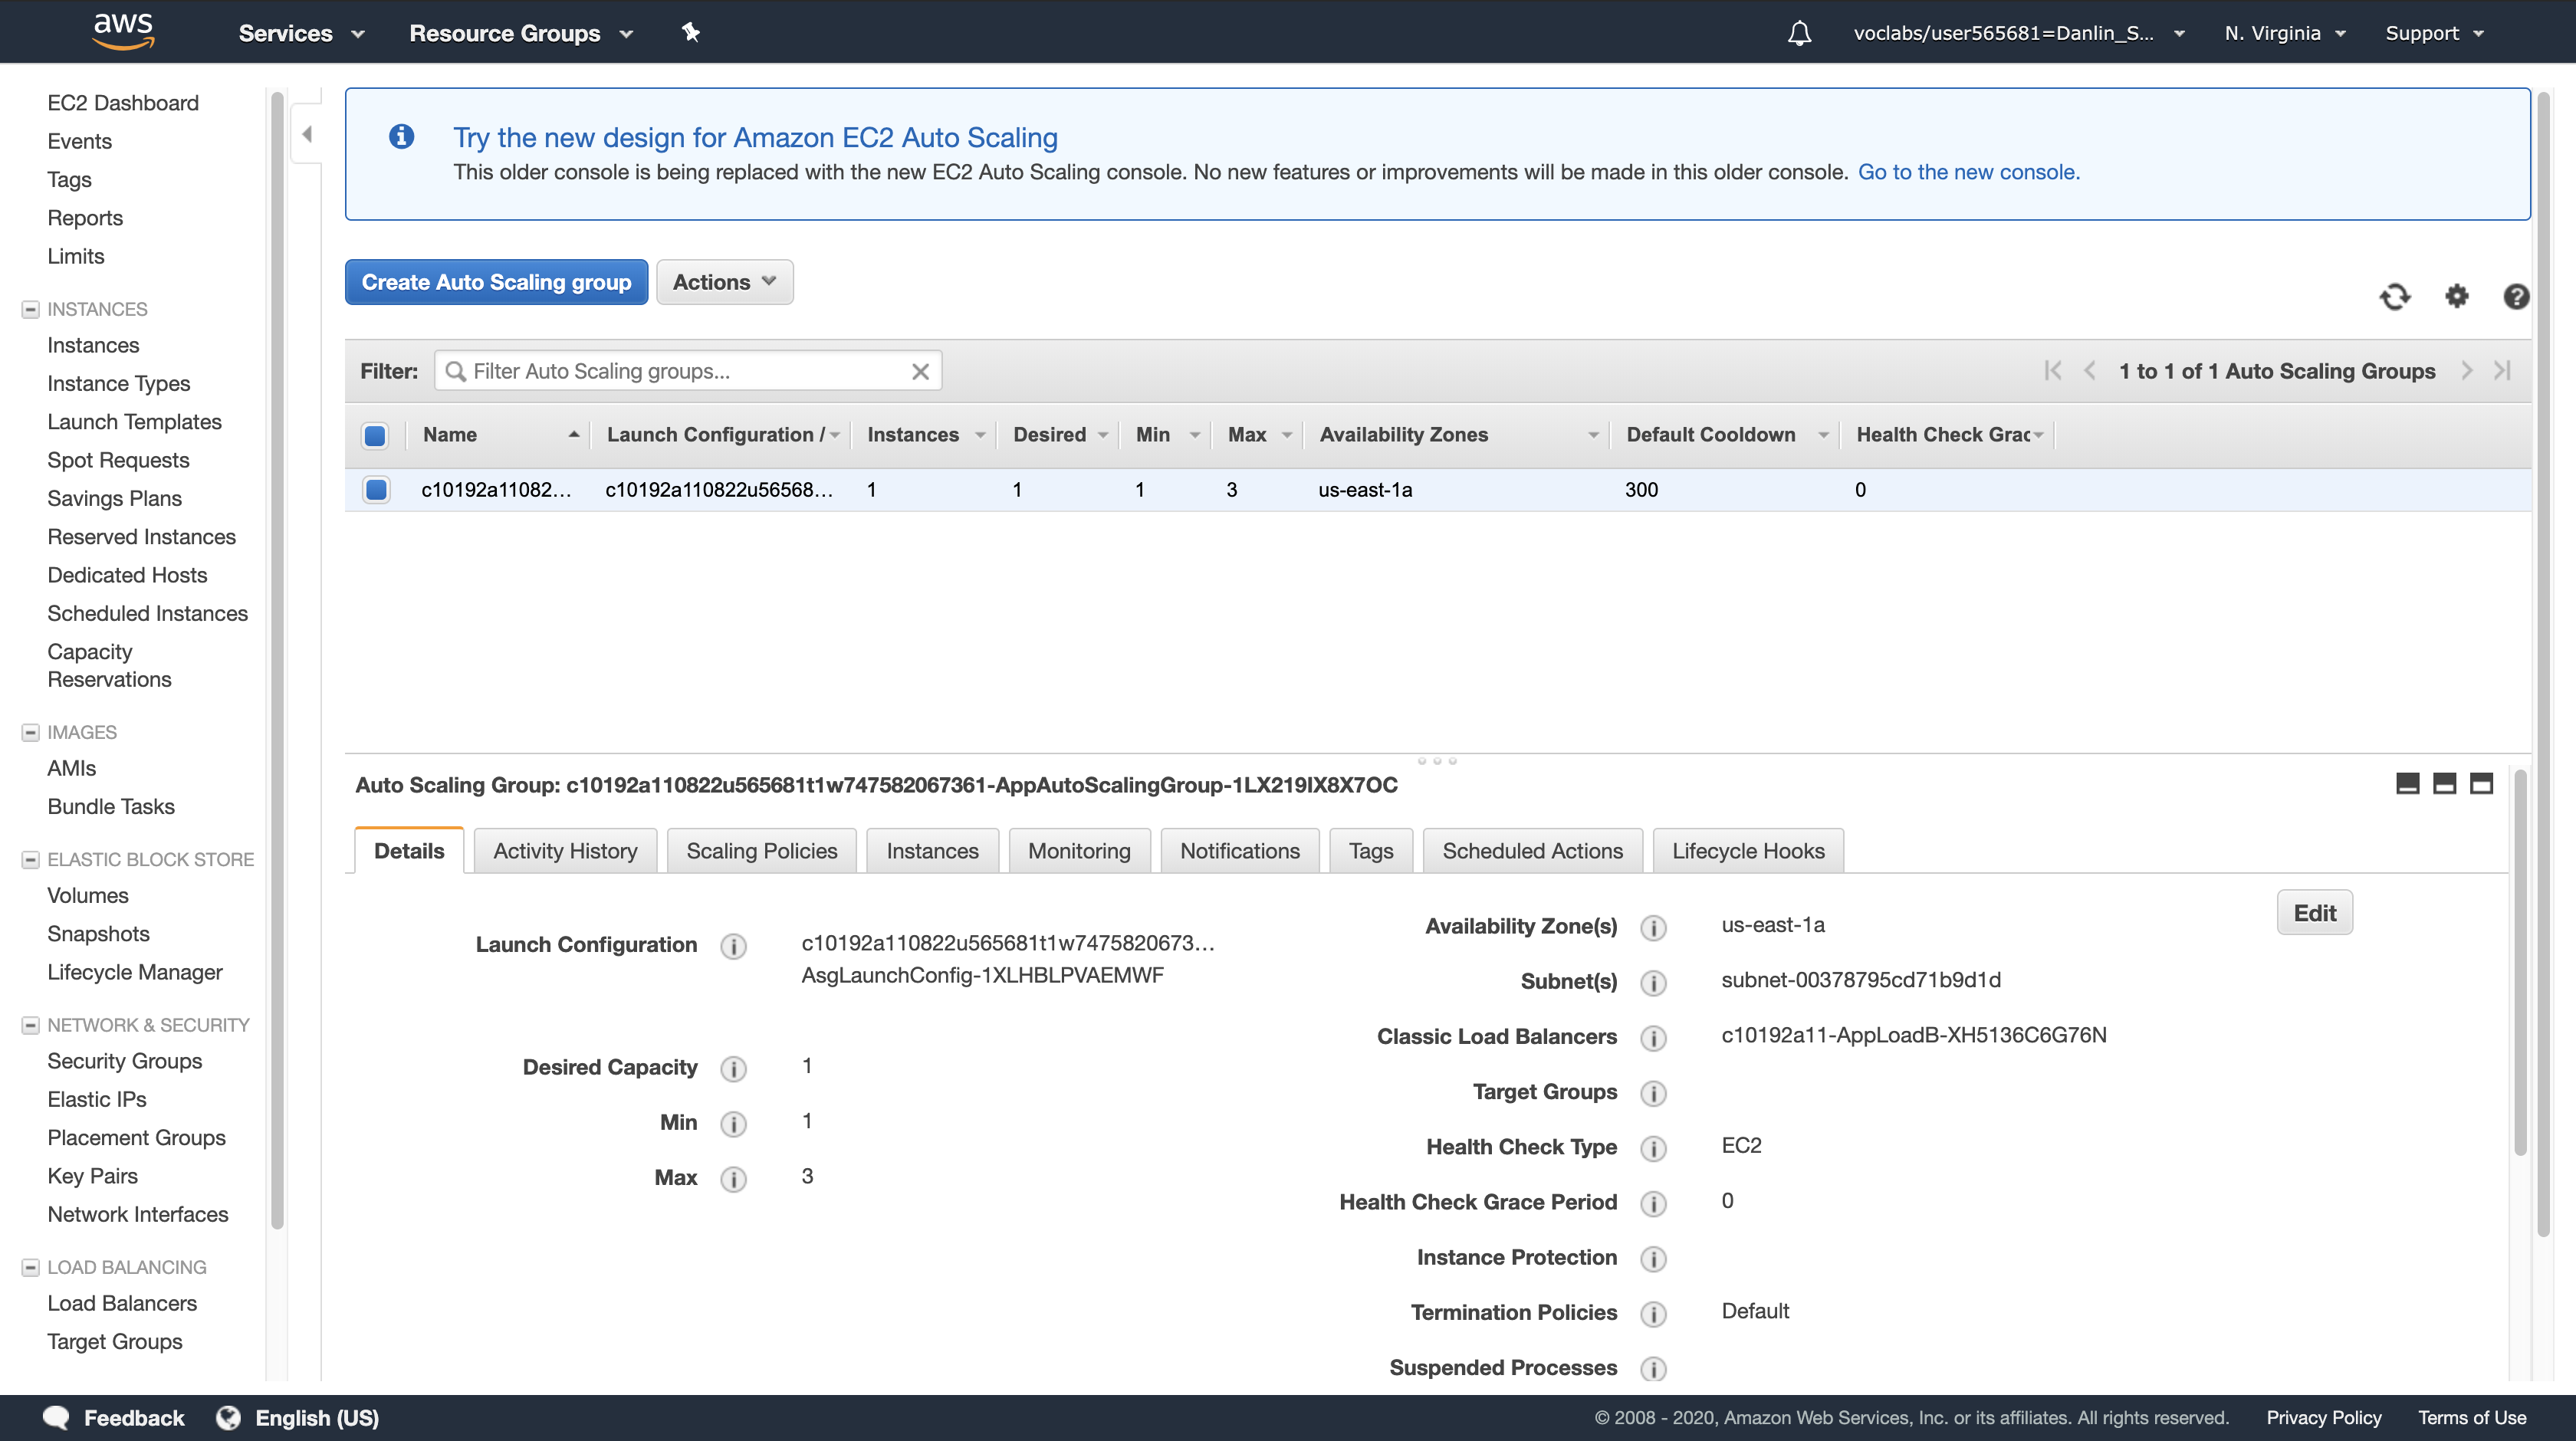 aws
Services
Resource Groups
voclabs/user565681=Danlin_S...
N. Virginia
Support
EC2 Dashboard
Events
Tags
Reports
Limits
INSTANCES
Instances
Instance Types
Launch Templates
Spot Requests
Savings Plans
Reserved Instances
Dedicated Hosts
Scheduled Instances
Capacity
Reservations
IMAGES
AMIs
Bundle Tasks
ELASTIC BLOCK STORE
Volumes
Snapshots
Lifecycle Manager
NETWORK & SECURITY
Security Groups
Elastic IPs
Placement Groups
Key Pairs
Network Interfaces
LOAD BALANCING
Load Balancers
Target Groups
Try the new design for Amazon EC2 Auto Scaling
This older console is being replaced with the new EC2 Auto Scaling console. No new features or improvements will be made in this older console. Go to the new console.
Create Auto Scaling group
Actions
Filter: Filter Auto Scaling groups...
1 to 1 of 1 Auto Scaling Groups
Name Launch Configuration / Instances Desired Min Max Availability Zones Default Cooldown Health Check Grac
c10192a11082... c10192a110822u56568... 1 1 1 3 us-east-1a 300 0
Auto Scaling Group: c10192a110822u565681t1w747582067361-AppAutoScalingGroup-1LX219IX8X7OC
Details Activity History Scaling Policies Instances Monitoring Notifications Tags Scheduled Actions Lifecycle Hooks
Edit
Launch Configuration c10192a110822u565681t1w7475820673...
AsgLaunchConfig-1XLHBLPVAEMWF
Desired Capacity 1
Min 1
Max 3
Availability Zone(s) us-east-1a
Subnet(s) subnet-00378795cd71b9d1d
Classic Load Balancers c10192a11-AppLoadB-XH5136C6G76N
Target Groups
Health Check Type EC2
Health Check Grace Period 0
Instance Protection
Termination Policies Default
Suspended Processes
Feedback
English (US)
© 2008 - 2020, Amazon Web Services, Inc. or its affiliates. All rights reserved.
Privacy Policy
Terms of Use